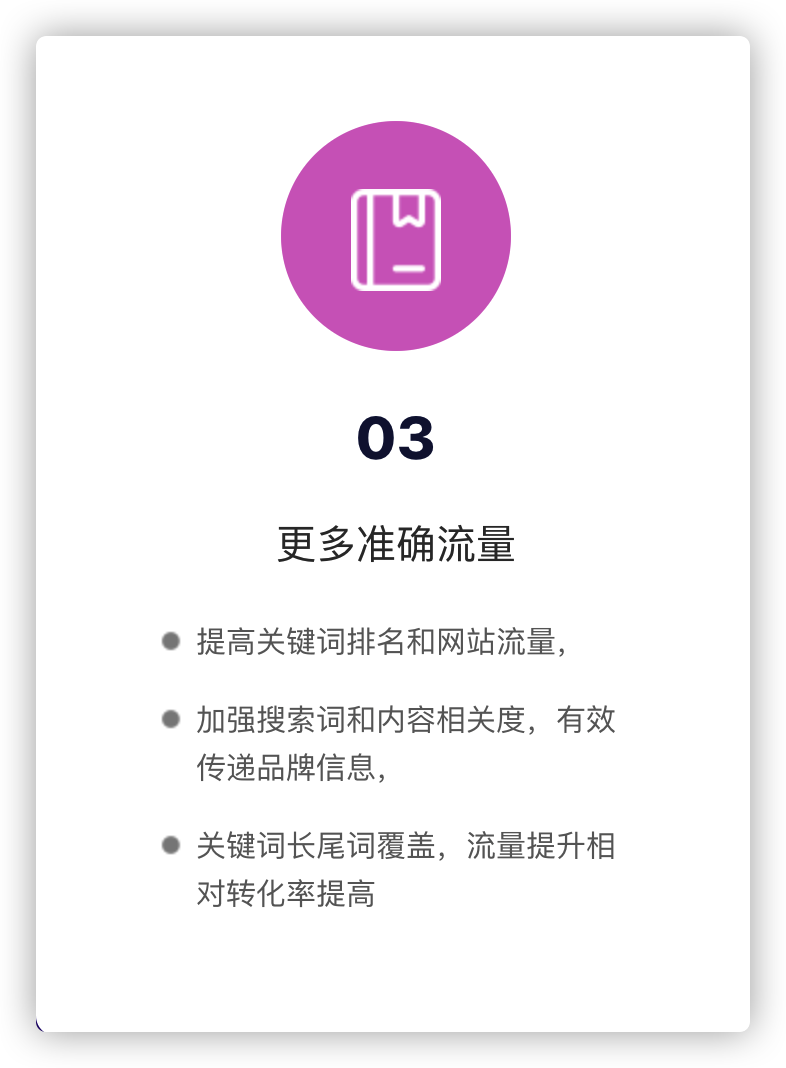 03
更多准确流量
提高关键词排名和网站流量，
加强搜索词和内容相关度，有效
传递品牌信息，
关键词长尾词覆盖，流量提升相
对转化率提高